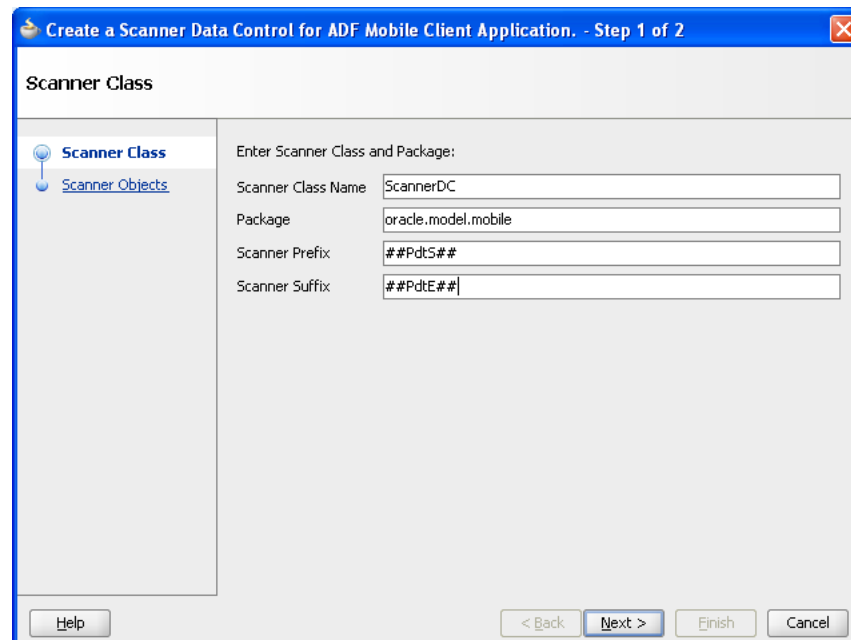 Create a Scanner Data Control for ADF Mobile Client Application. - Step 1 of 2
Scanner Class
Scanner Class
Scanner Objects
Enter Scanner Class and Package:
Scanner Class Name ScannerDC
Package oracle.model.mobile
Scanner Prefix ##PdtS##
Scanner Suffix ##PdtE##
Help < Back Next > Finish Cancel